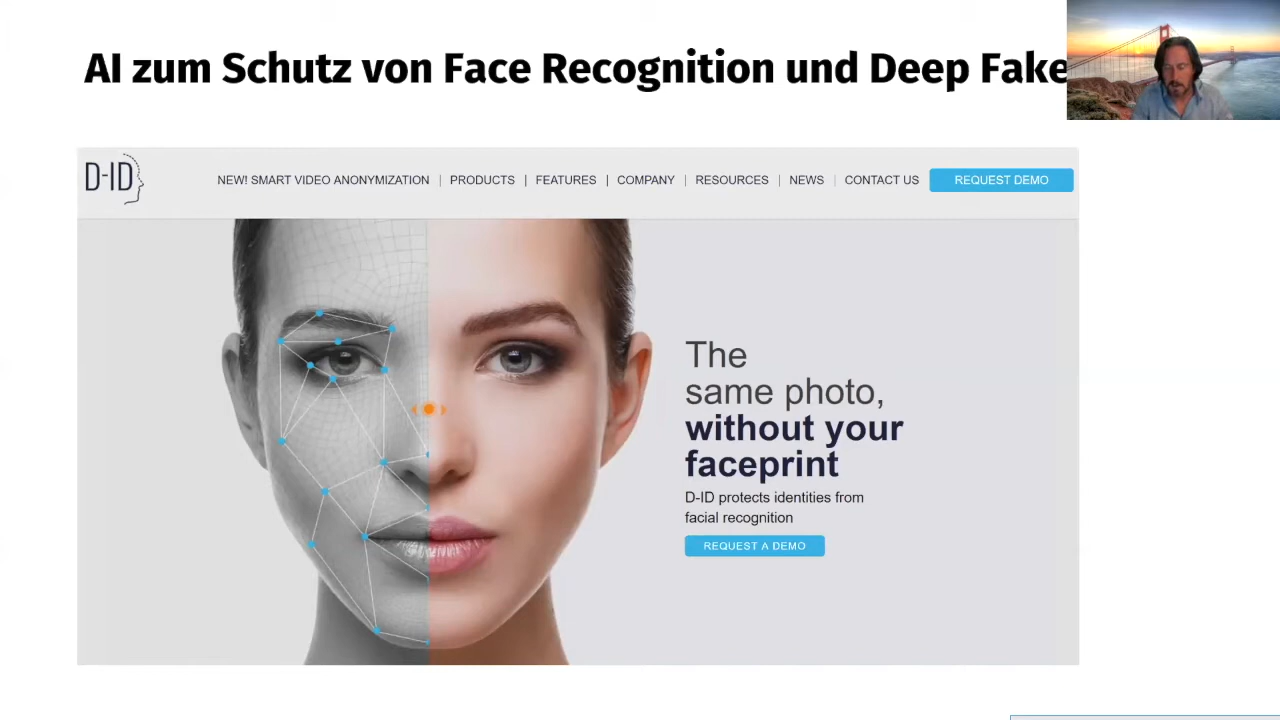 AI zum Schutz von Face Recognition und Deep Fake
D-ID
NEW! SMART VIDEO ANONYMIZATION | PRODUCTS | FEATURES | COMPANY | RESOURCES | NEWS | CONTACT US REQUEST DEMO
The
same photo,
without your
faceprint
D-ID protects identities from
facial recognition
REQUEST A DEMO